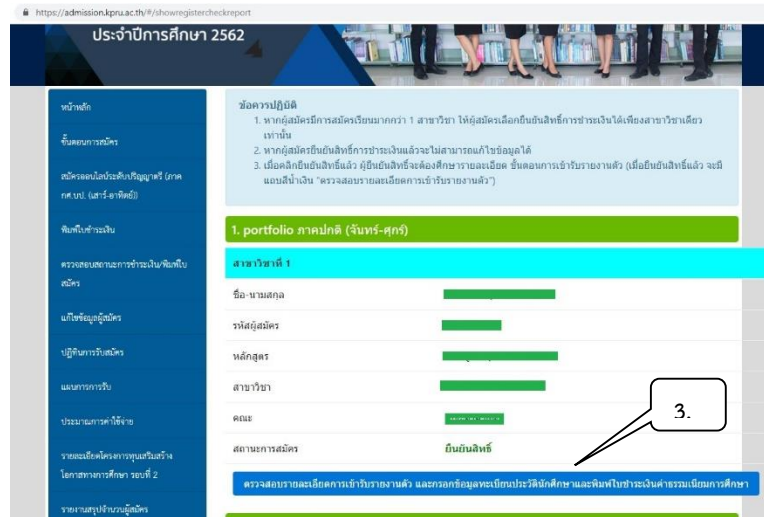 https://admission.kpru.ac.th/#/showregistercheckreport
ประจำปีการศึกษา 2562
หน้าหลัก
ขั้นตอนการสมัคร
สมัครออนไลน์ระดับปริญญาตรี (ภาค
กศ.บป. (เสาร์-อาทิตย์))
พิมพ์ใบชำระเงิน
ตรวจสอบสถานะการชำระเงิน/พิมพ์ใบ
สมัคร
แก้ไขข้อมูลผู้สมัคร
ปฏิทินการรับสมัคร
แผนการการรับ
ประมาณการค่าใช้จ่าย
รายละเอียดโครงการทุนเสริมสร้าง
โอกาสทางการศึกษา รอบที่ 2
รายงานสรุปจำนวนผู้สมัคร
ข้อควรปฏิบัติ
1. หากผู้สมัครมีการสมัครเรียนมากกว่า 1 สาขาวิชา ให้ผู้สมัครเลือกยืนยันสิทธิ์การชำระเงินได้เพียงสาขาวิชาเดียว
เท่านั้น
2. หากผู้สมัครยืนยันสิทธิ์การชำระเงินแล้วจะไม่สามารถแก้ไขข้อมูลได้
3. เมื่อคลิกยืนยันสิทธิ์แล้ว ผู้ยืนยันสิทธิ์จะต้องศึกษารายละเอียด ขั้นตอนการเข้ารับรายงานตัว (เมื่อยืนยันสิทธิ์แล้ว จะมี
แถบสีน้ำเงิน "ตรวจสอบรายละเอียดการเข้ารับรายงานตัว")
1. portfolio ภาคปกติ (จันทร์-ศุกร์)
สาขาวิชาที่ 1
ชื่อ-นามสกุล
รหัสผู้สมัคร
หลักสูตร
สาขาวิชา
คณะ
สถานะการสมัคร ยืนยันสิทธิ์
3.
ตรวจสอบรายละเอียดการเข้ารับรายงานตัว และกรอกข้อมูลทะเบียนประวัตินักศึกษาและพิมพ์ใบชำระเงินค่าธรรมเนียมการศึกษา